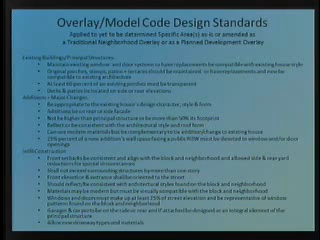 Overlay/Model Code Design Standards
Applied to yet to be determined Specific Area(s) as is or amended
as a Traditional Neighborhood Overlay or as a Planned Development Overlay
Existing Buildings/Principal Structures
• Maintain existing window and door systems or have replacements be compatible with existing house style
• Original porches, stoops, patios + terraces should be maintained or have replacements and new be
compatible to existing architecture
• At least 60 percent of an existing porch must be transparent
• Decks & patios be located on side or rear elevations
Additions – Major Changes
• Be appropriate to the existing house's design character, style & form
• Additions be on rear or side facade
• Not be higher than principal structure or be more than 50% its footprint
• Reflect or be consistent with the architectural style and roof form
• Can use modern materials but be complementary to the addition/change to existing house
• 25% percent of a new addition's wall space facing a public ROW must be devoted to window and/or door
openings
Infill Construction
• Front setbacks be consistent and align with the block and neighborhood and allowed side & rear yard
reductions for special circumstances
• Shall not exceed surrounding structures by more than one story
• Front elevation & entrance shall be oriented to the street
• Should reflect/be consistent with architectural styles found on the block and neighborhood
• Materials may be modern but must be visually compatible with the block and neighborhood
• Windows and doors must make up at least 25% of street elevation and be representative of window
pattern found on the block and neighborhood
• Garages & carports be on the side or rear and if attached be designed as an integral element of the
principal structure
• Allow new driveway types and materials